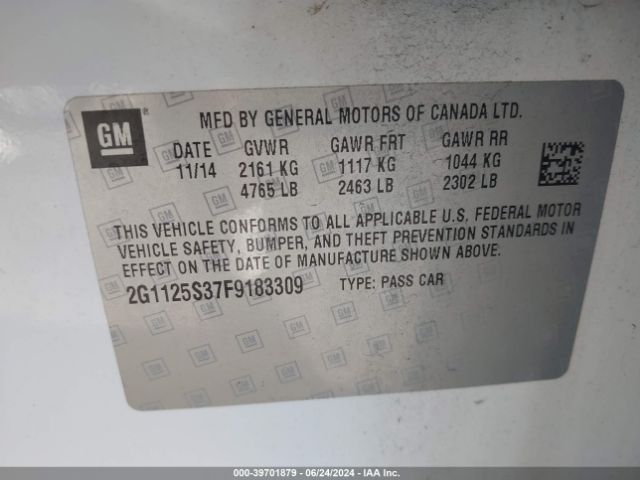 GM
MFD BY GENERAL MOTORS OF CANADA LTD.
DATE GVWR GAWR FRT GAWR RR
11/14 2161 KG 1117 KG 1044 KG
4765 LB 2463 LB 2302 LB
THIS VEHICLE CONFORMS TO ALL APPLICABLE U.S. FEDERAL MOTOR
VEHICLE SAFETY, BUMPER, AND THEFT PREVENTION STANDARDS IN
EFFECT ON THE DATE OF MANUFACTURE SHOWN ABOVE.
2G1125S37F9183309 TYPE: PASS CAR
000-39701879 - 06/24/2024 - IAA Inc.